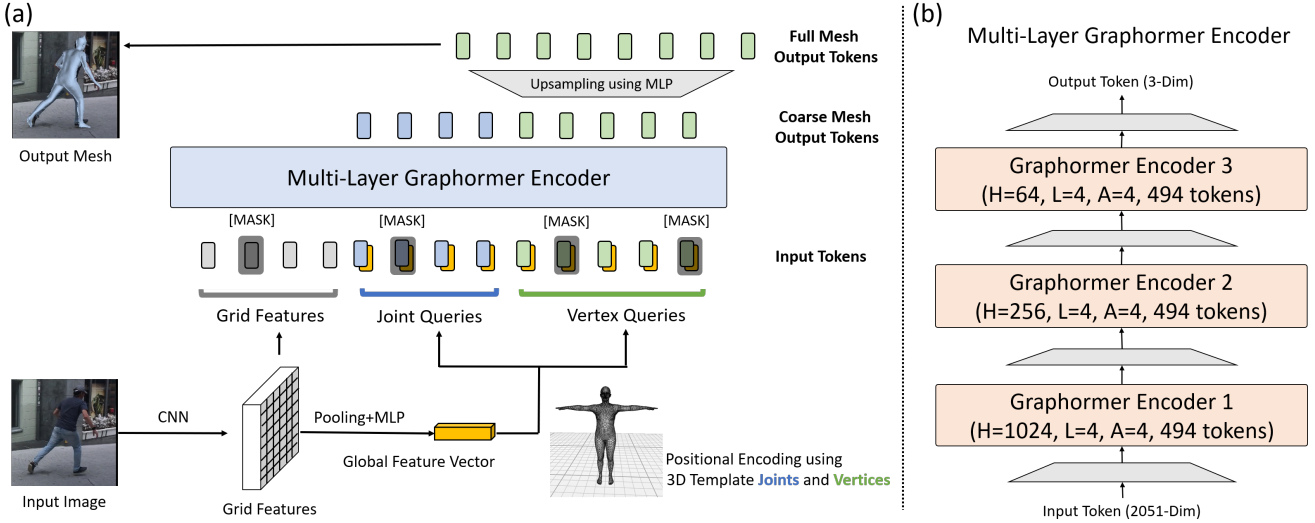 (a)
Full Mesh
Output Tokens
Upsampling using MLP
Coarse Mesh
Output Tokens
Output Mesh
Multi-Layer Graphormer Encoder
[MASK]
[MASK]
[MASK]
[MASK]
Input Tokens
Grid Features
Joint Queries
Vertex Queries
CNN
Pooling+MLP
Global Feature Vector
Positional Encoding using
3D Template Joints and Vertices
Input Image
Grid Features
(b)
Multi-Layer Graphormer Encoder
Output Token (3-Dim)
Graphormer Encoder 3
(H=64, L=4, A=4, 494 tokens)
Graphormer Encoder 2
(H=256, L=4, A=4, 494 tokens)
Graphormer Encoder 1
(H=1024, L=4, A=4, 494 tokens)
Input Token (2051-Dim)